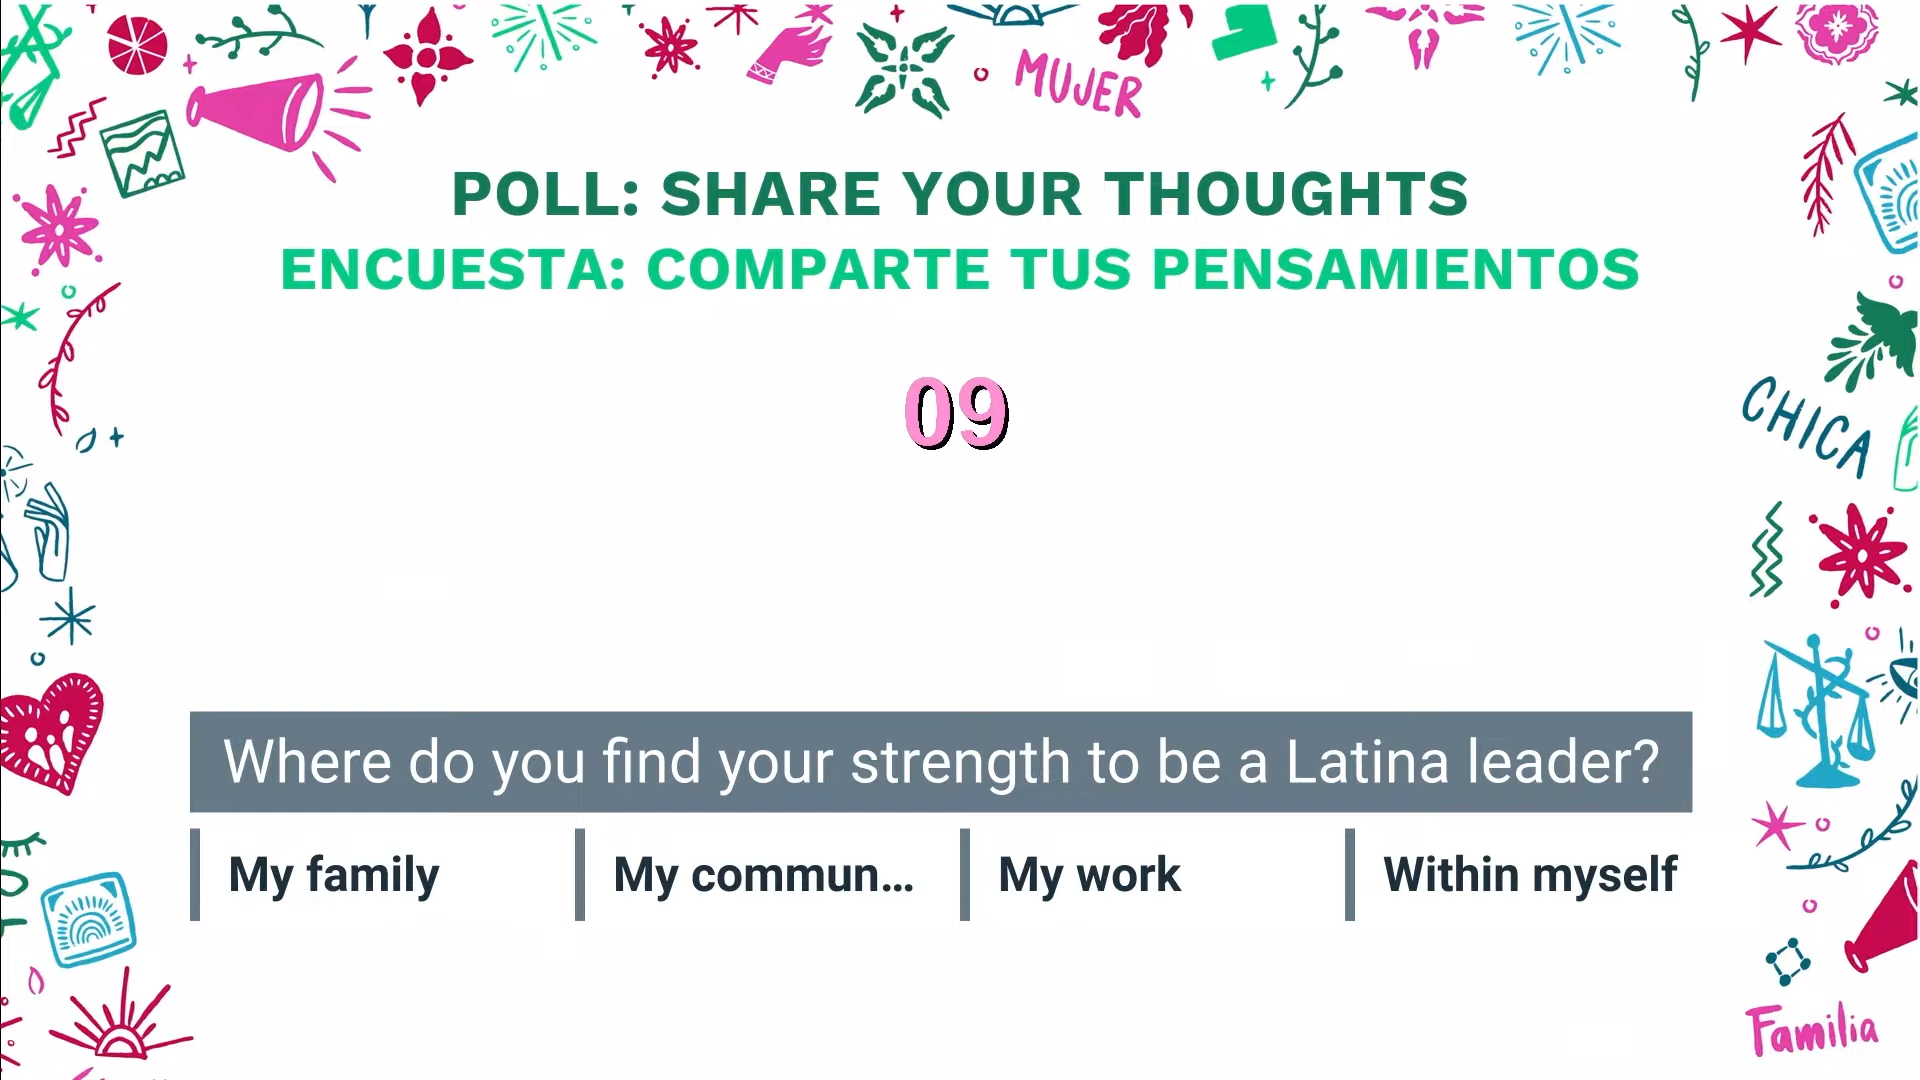 MUJER
POLL: SHARE YOUR THOUGHTS
ENCUESTA: COMPARTE TUS PENSAMIENTOS
09
CHICA
Where do you find your strength to be a Latina leader?
My family
My commun…
My work
Within myself
Familia